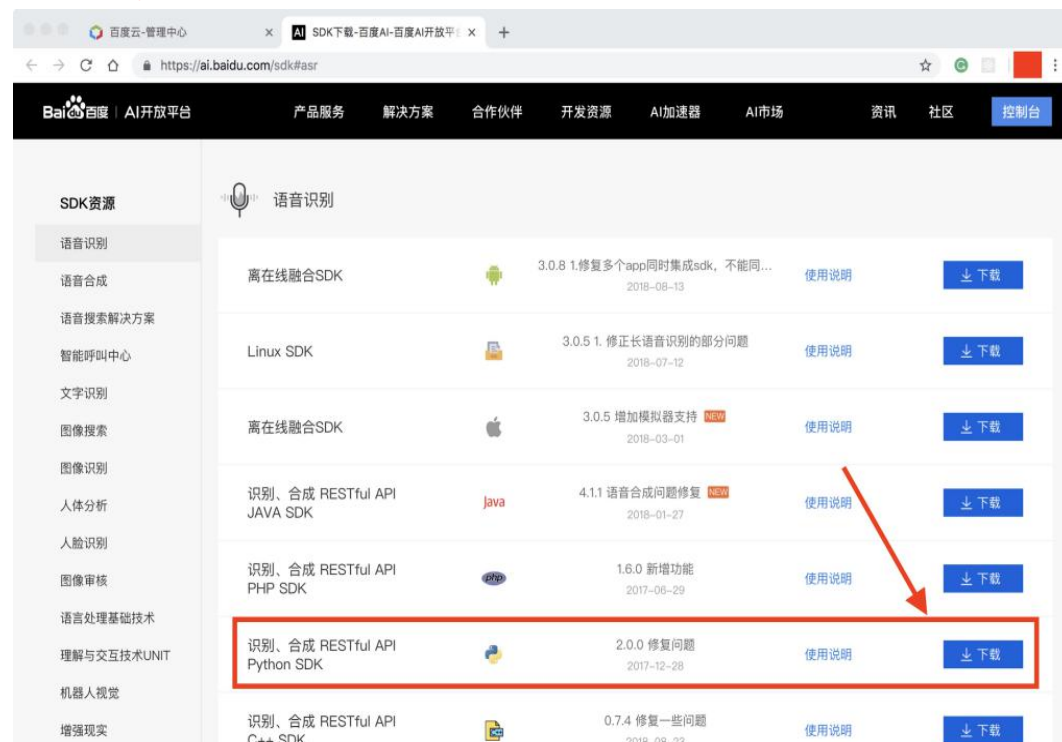 百度云-管理中心
SDK下载-百度AI-百度AI开放平
https://ai.baidu.com/sdk#asr
Bai du 百度 | AI开放平台
产品服务 解决方案 合作伙伴 开发资源 AI加速器 AI市场 资讯 社区 控制台
SDK资源
语音识别
语音合成
语音搜索解决方案
智能呼叫中心
文字识别
图像搜索
图像识别
人体分析
人脸识别
图像审核
语言处理基础技术
理解与交互技术UNIT
机器人视觉
增强现实
语音识别
离在线融合SDK
3.0.8 1.修复多个app同时集成sdk，不能同...
2018-08-13
使用说明
下载
Linux SDK
3.0.5 1. 修正长语音识别的部分问题
2018-07-12
使用说明
下载
离在线融合SDK
3.0.5 增加模拟器支持 NEW
2018-03-01
使用说明
下载
识别、合成 RESTful API
JAVA SDK
Java
4.1.1 语音合成问题修复 NEW
2018-01-27
使用说明
下载
识别、合成 RESTful API
PHP SDK
php
1.6.0 新增功能
2017-06-29
使用说明
下载
识别、合成 RESTful API
Python SDK
2.0.0 修复问题
2017-12-28
使用说明
下载
识别、合成 RESTful API
C++ SDK
0.7.4 修复一些问题
使用说明
下载